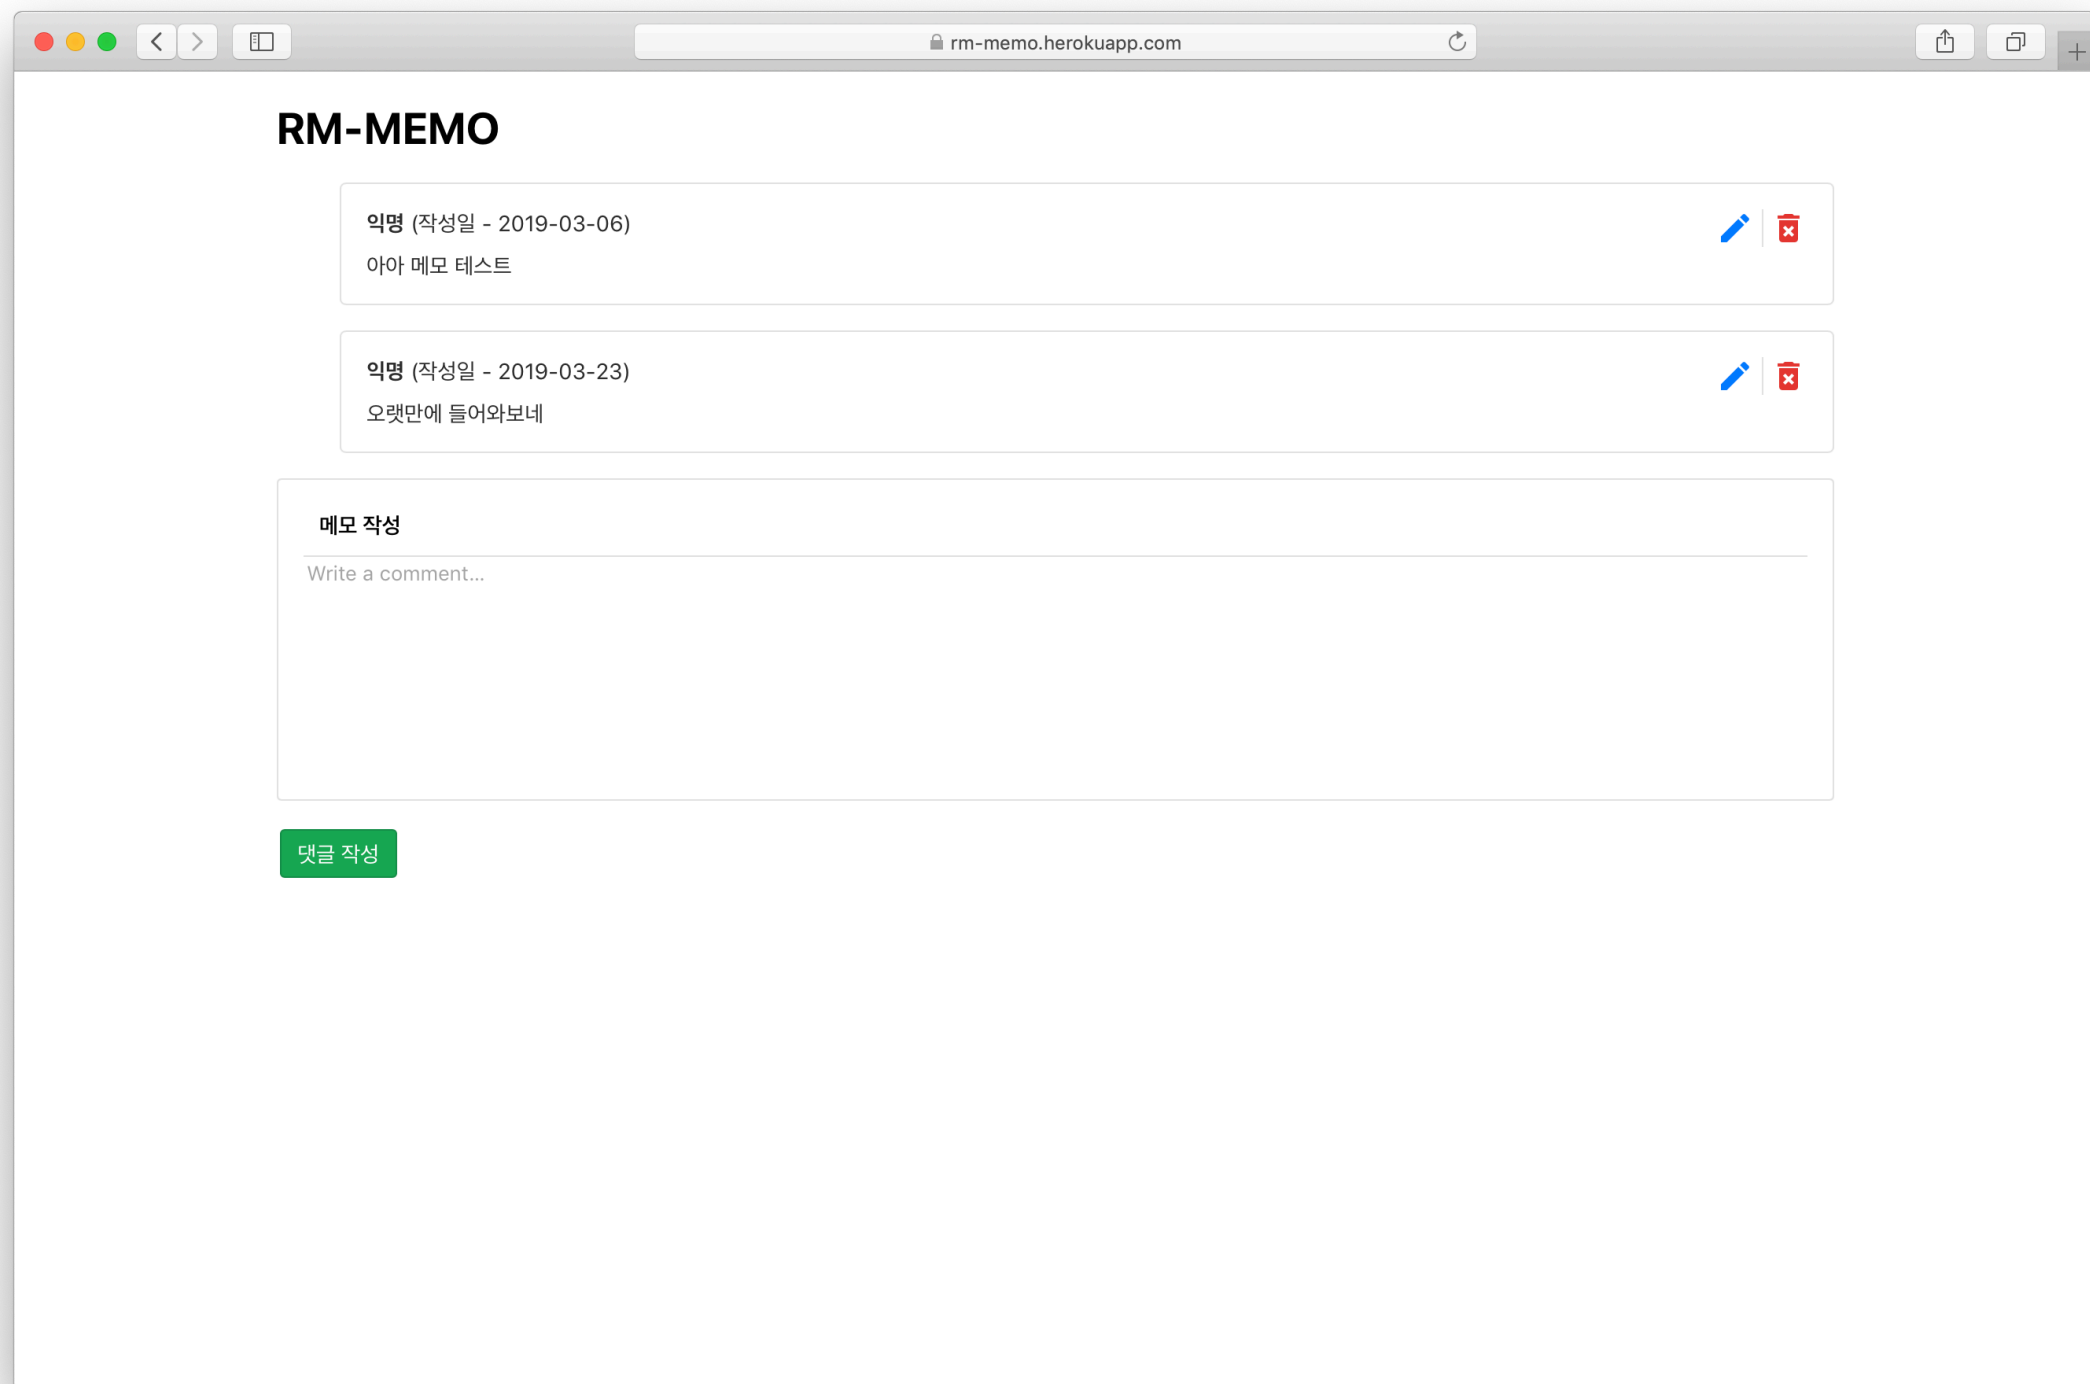 rm-memo.herokuapp.com
RM-MEMO
익명 (작성일 - 2019-03-06)
아아 메모 테스트
익명 (작성일 - 2019-03-23)
오랫만에 들어와보네
메모 작성
Write a comment...
댓글 작성